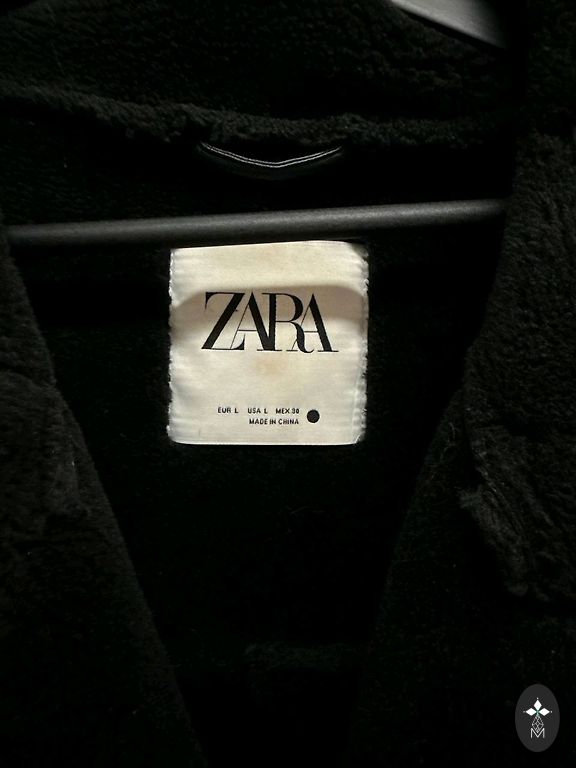 ZARA
EUR L USA L MEX 30
MADE IN CHINA
M